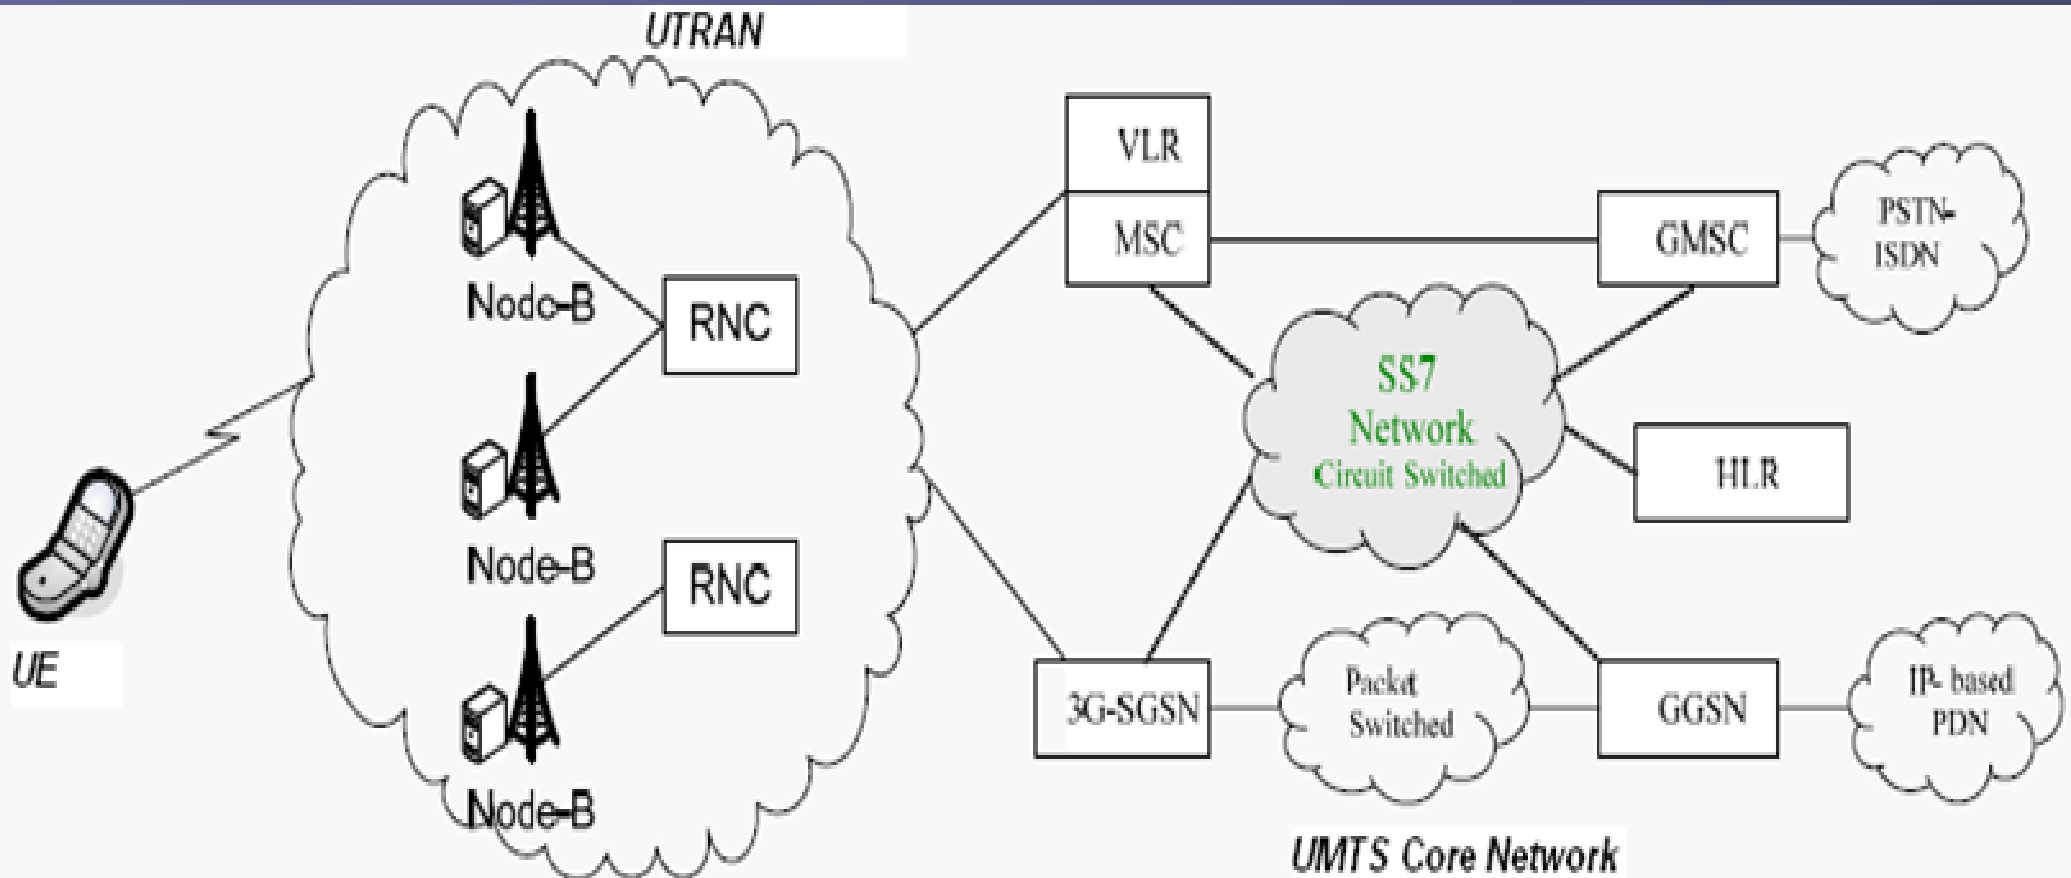 UTRAN
Node-B
RNC
Node-B
RNC
Node-B
UE
VLR
MSC
GMSC
PSTN-
ISDN
SS7
Network
Circuit Switched
HLR
3G-SGSN
Packet
Switched
GGSN
IP- based
PDN
UMTS Core Network